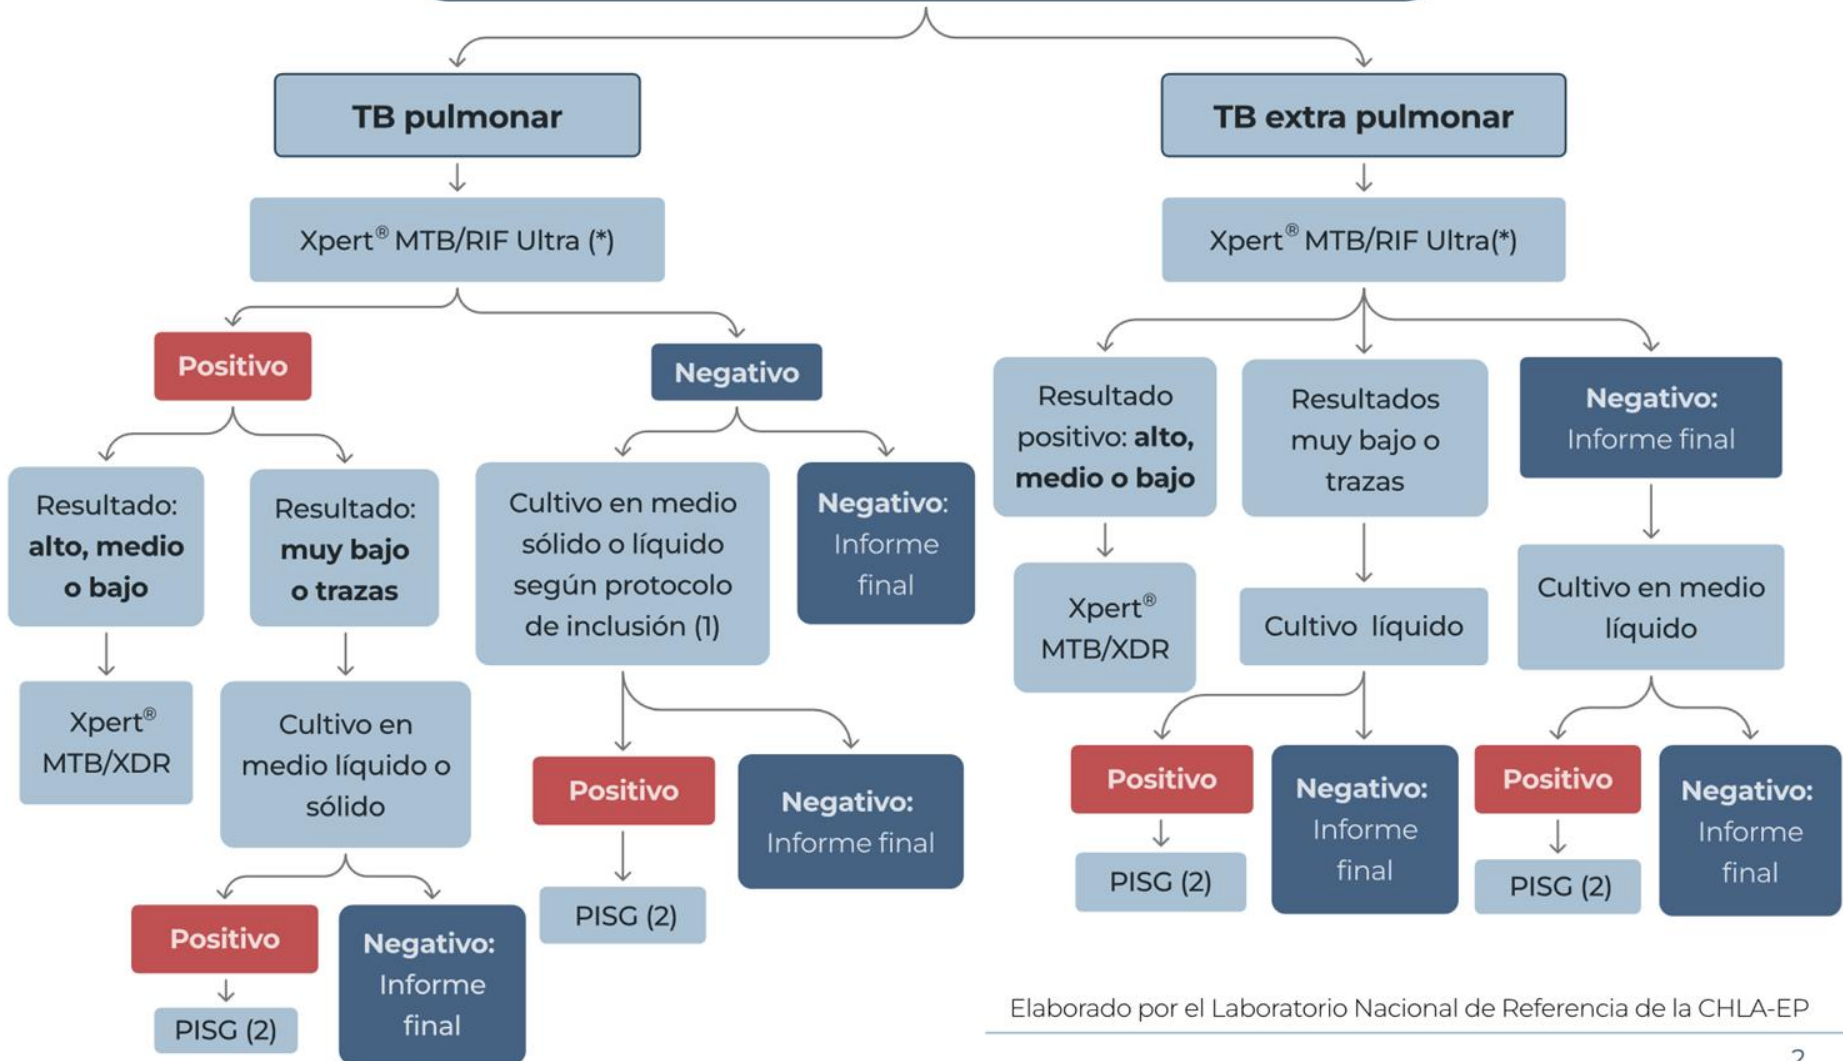 TB pulmonar
Xpert® MTB/RIF Ultra (*)
Positivo
Resultado:
alto, medio
o bajo
Xpert®
MTB/XDR
Resultado:
muy bajo
o trazas
Cultivo en
medio líquido o
sólido
Positivo
PISG (2)
Negativo:
Informe
final
Negativo
Cultivo en medio
sólido o líquido
según protocolo
de inclusión (1)
Positivo
PISG (2)
Negativo:
Informe final
Negativo:
Informe
final
TB extra pulmonar
Xpert® MTB/RIF Ultra(*)
Resultado
positivo: alto,
medio o bajo
Xpert®
MTB/XDR
Resultados
muy bajo o
trazas
Cultivo líquido
Positivo
PISG (2)
Negativo:
Informe
final
Negativo:
Informe final
Cultivo en medio
líquido
Positivo
PISG (2)
Negativo:
Informe
final
Elaborado por el Laboratorio Nacional de Referencia de la CHLA-EP